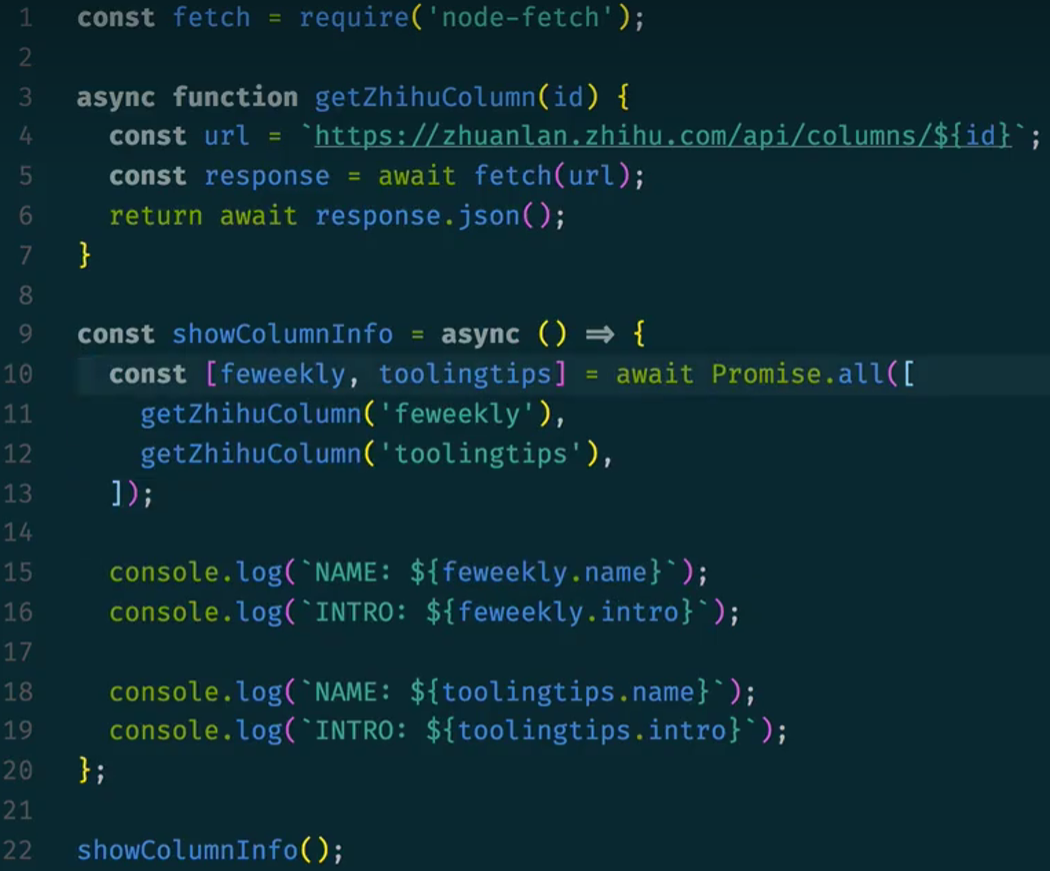 1 const fetch = require('node-fetch');
2
3 async function getZhihuColumn(id) {
4   const url = `https://zhuanlan.zhihu.com/api/columns/${id}`;
5   const response = await fetch(url);
6   return await response.json();
7 }
8
9 const showColumnInfo = async () => {
10   const [feweekly, toolingtips] = await Promise.all([
11     getZhihuColumn('feweekly'),
12     getZhihuColumn('toolingtips'),
13   ]);
14
15   console.log(`NAME: ${feweekly.name}`);
16   console.log(`INTRO: ${feweekly.intro}`);
17
18   console.log(`NAME: ${toolingtips.name}`);
19   console.log(`INTRO: ${toolingtips.intro}`);
20 };
21
22 showColumnInfo();